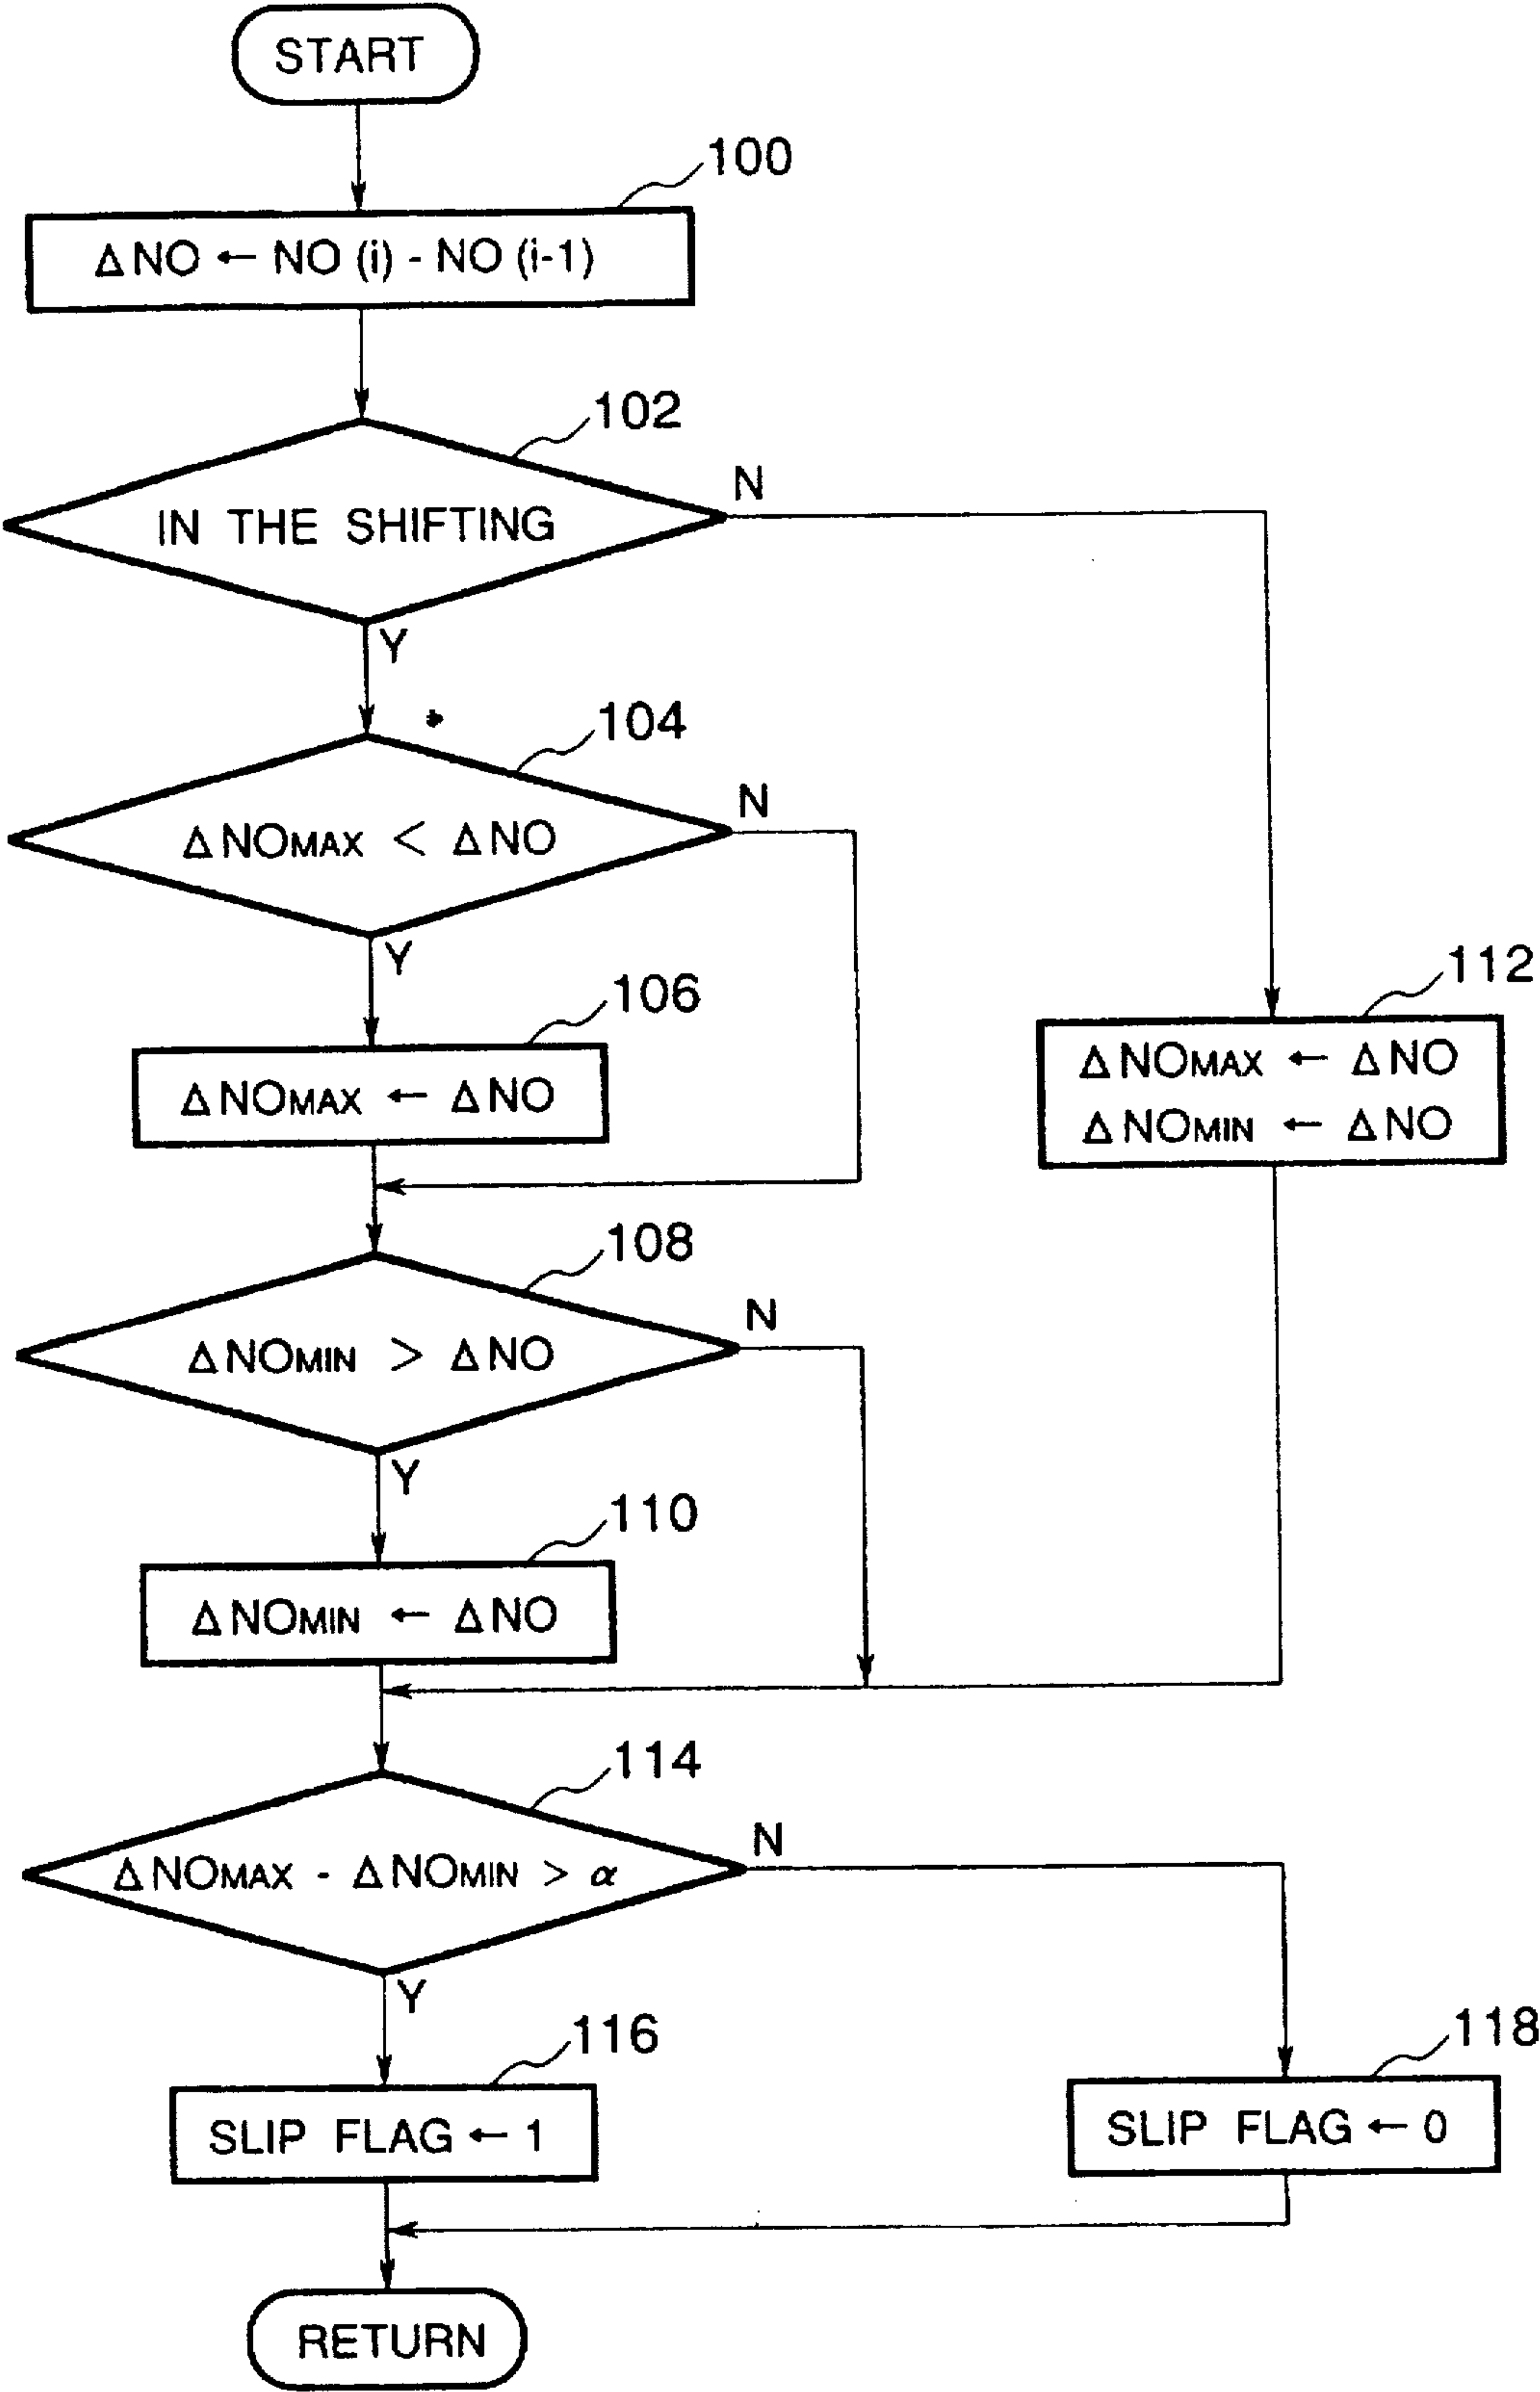 START
100
ΔNO ← NO (i) - NO (i-1)
102
N
IN THE SHIFTING
Y
104
N
ΔNOMAX < ΔNO
Y
106
112
ΔNOMAX ← ΔNO
ΔNOMAX ← ΔNO
ΔNOMIN ← ΔNO
108
N
ΔNOMIN > ΔNO
Y
110
ΔNOMIN ← ΔNO
114
N
ΔNOMAX - ΔNOMIN > α
Y
116
118
SLIP FLAG ← 1
SLIP FLAG ← 0
RETURN